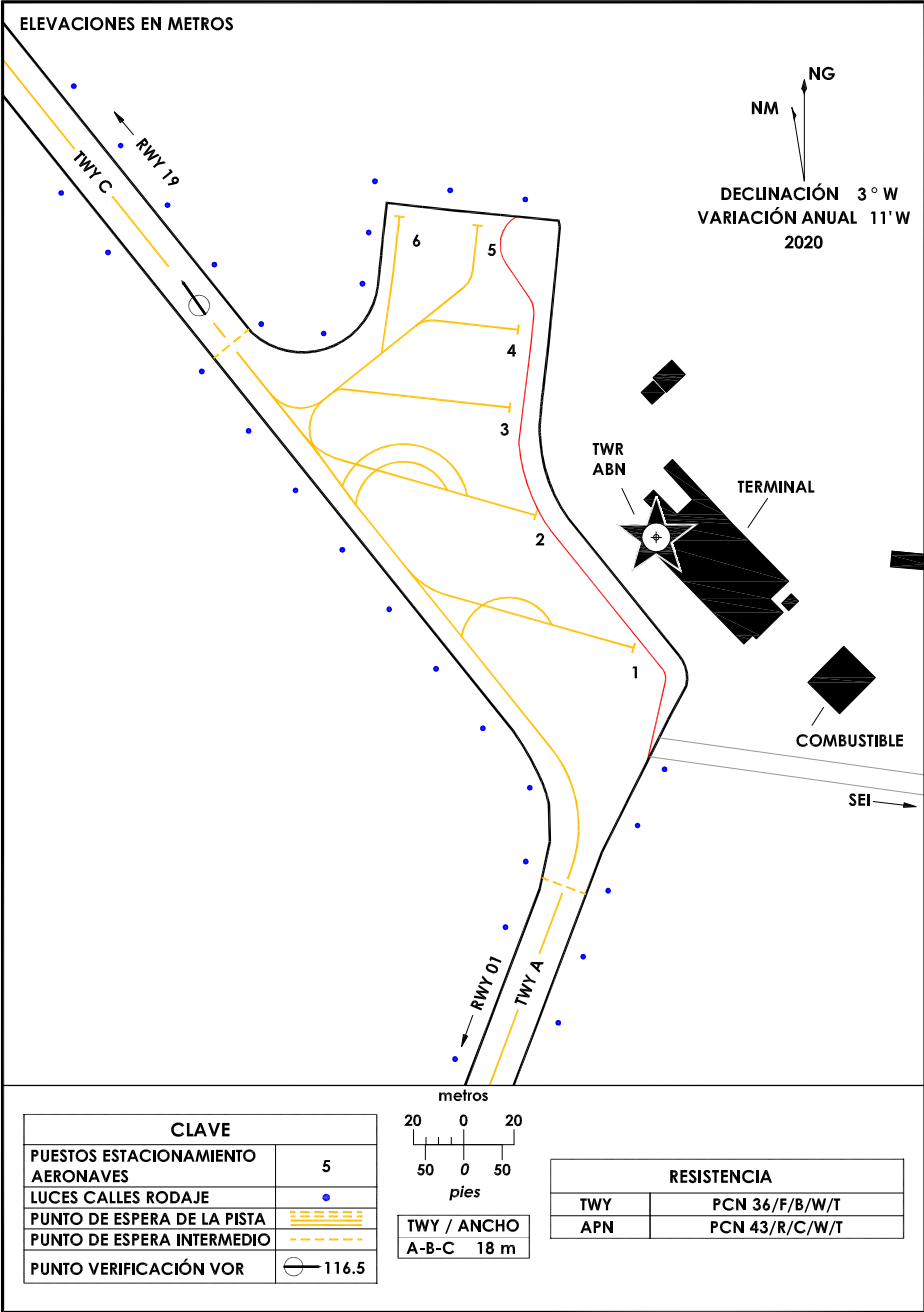 ELEVACIONES EN METROS
NG
NM
DECLINACIÓN 3° W
VARIACIÓN ANUAL 11' W
2020
RWY 19
TWY C
6
5
4
3
TWR
ABN
TERMINAL
2
1
COMBUSTIBLE
SEI
RWY 01
TWY A
metros
20 0 20
50 0 50
pies
CLAVE
PUESTOS ESTACIONAMIENTO
AERONAVES
5
LUCES CALLES RODAJE
PUNTO DE ESPERA DE LA PISTA
PUNTO DE ESPERA INTERMEDIO
PUNTO VERIFICACIÓN VOR 116.5
TWY / ANCHO
A-B-C 18 m
RESISTENCIA
TWY PCN 36/F/B/W/T
APN PCN 43/R/C/W/T